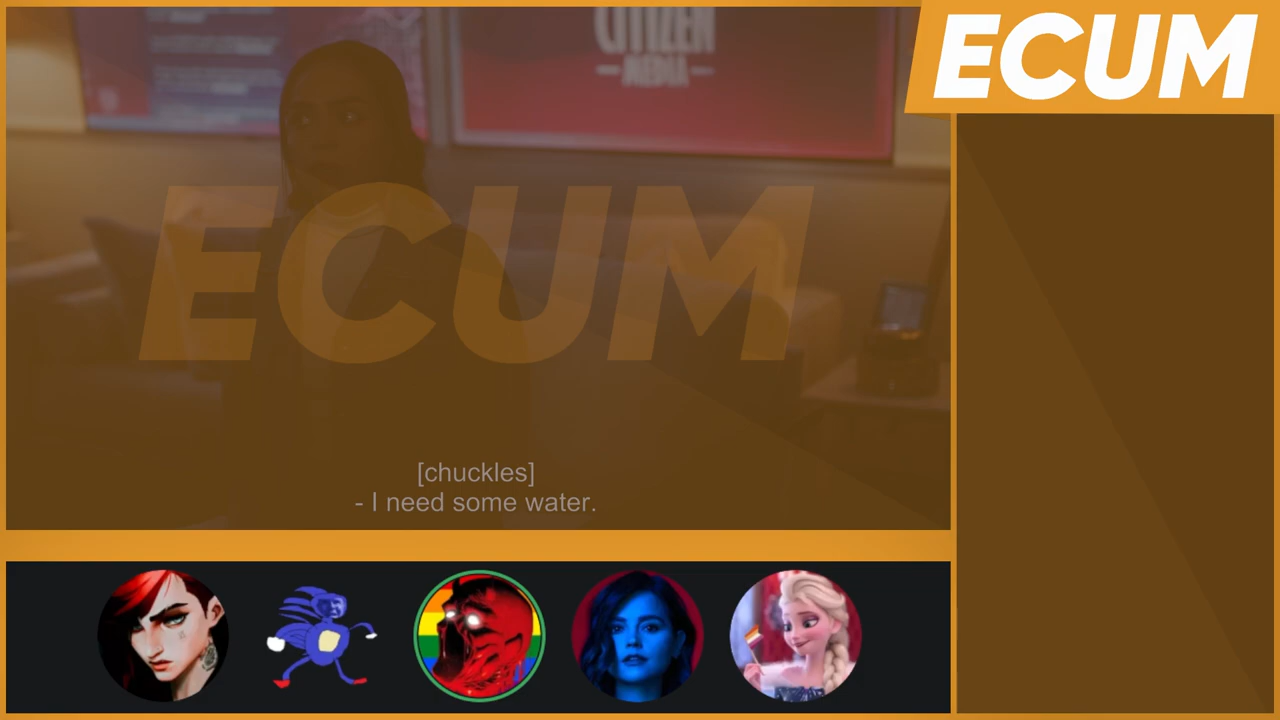 ECUM
CITIZEN
MEDIA
ECUM
[chuckles]
- I need some water.